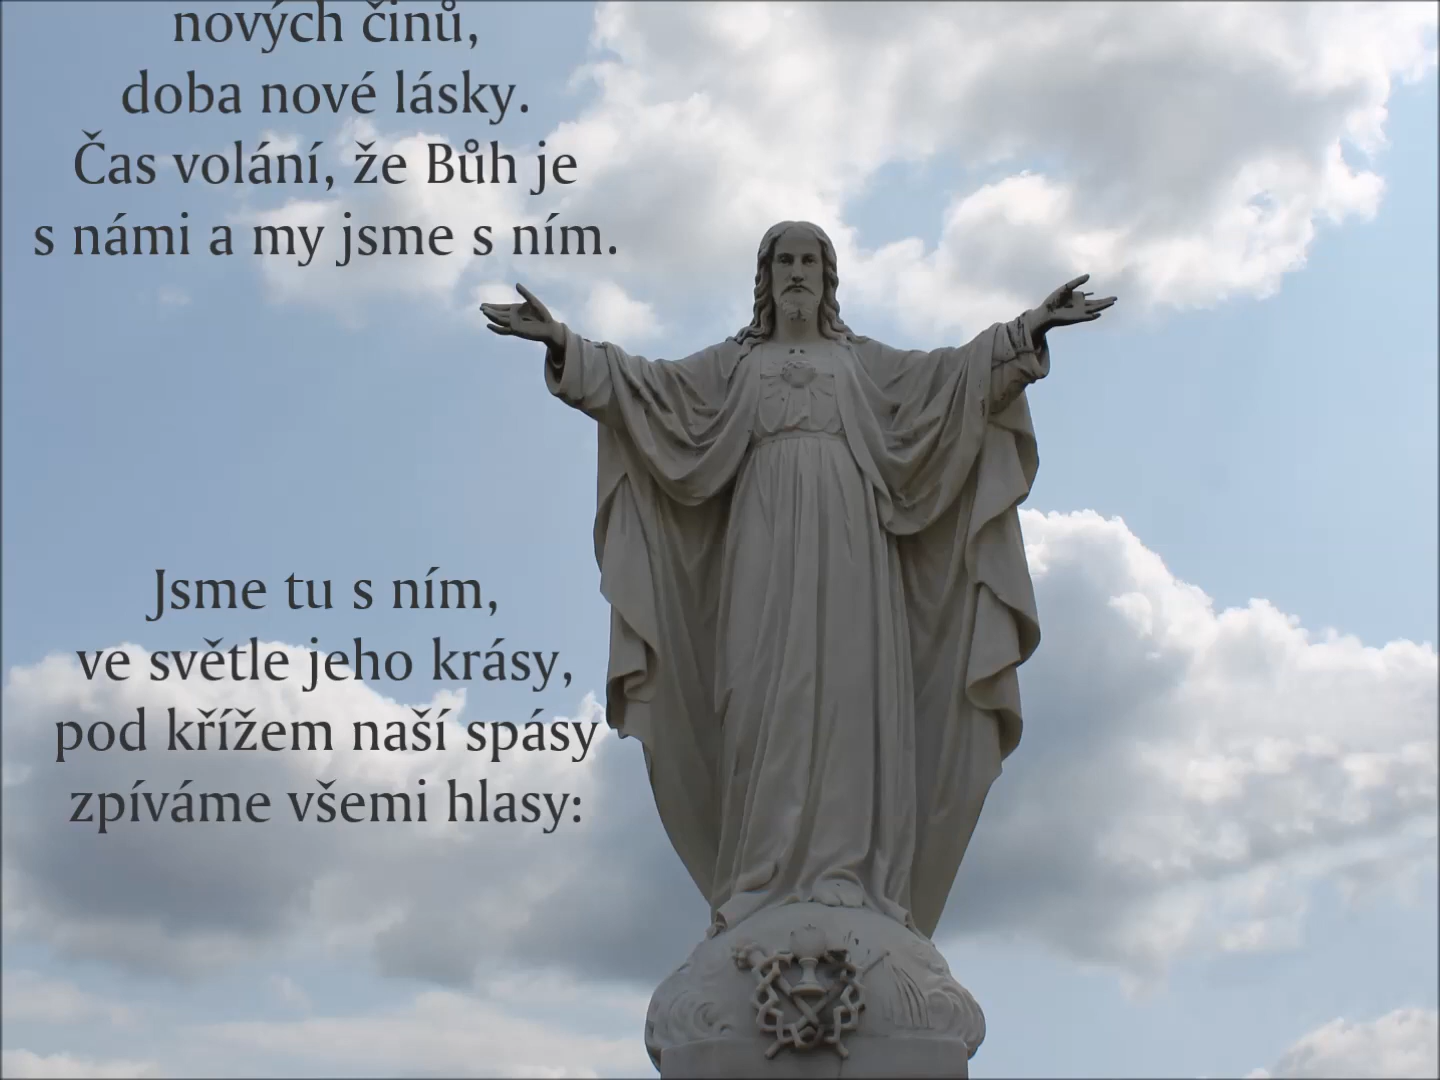 nových činů,
doba nové lásky.
Čas volání, že Bůh je
s námi a my jsme s ním.
Jsme tu s ním,
ve světle jeho krásy,
pod křížem naší spásy
zpíváme všemi hlasy: